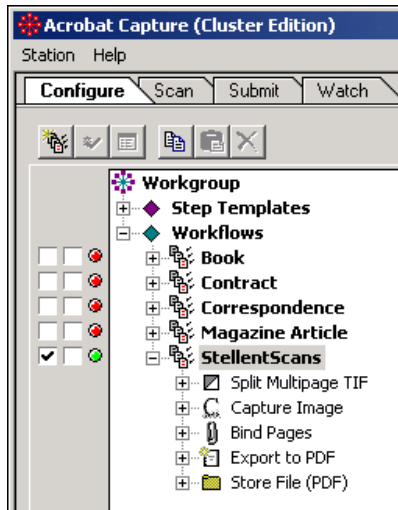 Acrobat Capture (Cluster Edition)
Station Help
Configure Scan Submit Watch
Workgroup
Step Templates
Workflows
Book
Contract
Correspondence
Magazine Article
StellentScans
Split Multipage TIF
Capture Image
Bind Pages
Export to PDF
Store File (PDF)